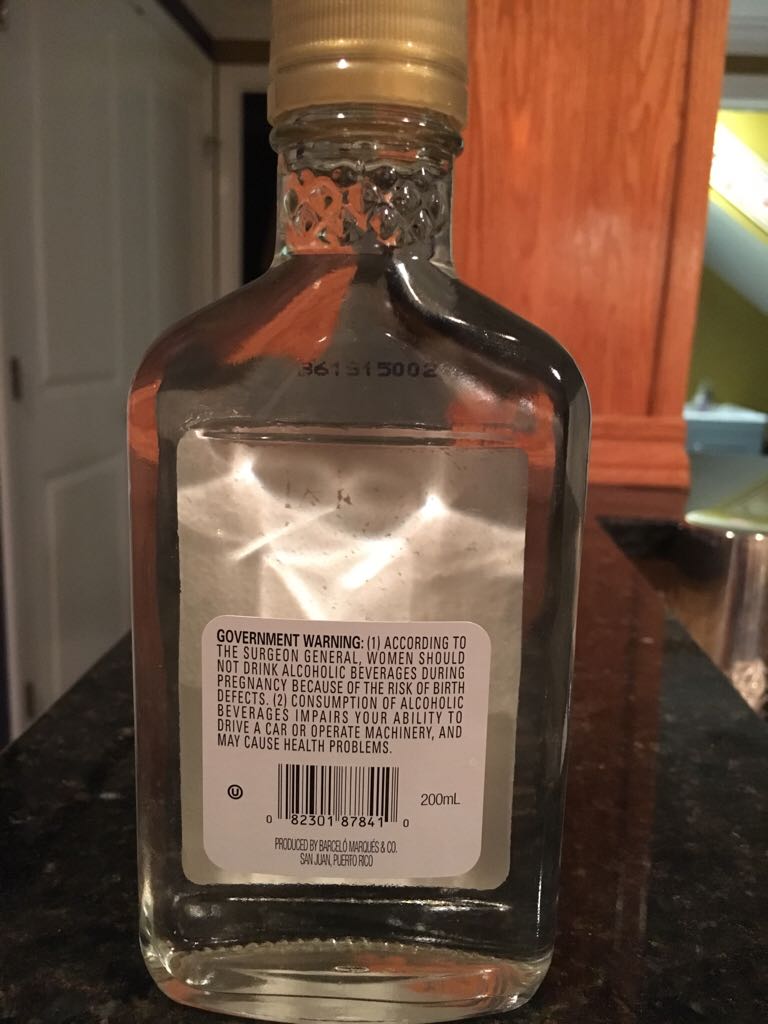 B61915002
GOVERNMENT WARNING: (1) ACCORDING TO
THE SURGEON GENERAL, WOMEN SHOULD
NOT DRINK ALCOHOLIC BEVERAGES DURING
PREGNANCY BECAUSE OF THE RISK OF BIRTH
DEFECTS. (2) CONSUMPTION OF ALCOHOLIC
BEVERAGES IMPAIRS YOUR ABILITY TO
DRIVE A CAR OR OPERATE MACHINERY, AND
MAY CAUSE HEALTH PROBLEMS.
U
200mL
0 82301 87841 0
PRODUCED BY BARCELÓ MARQUÉS & CO.
SAN JUAN, PUERTO RICO